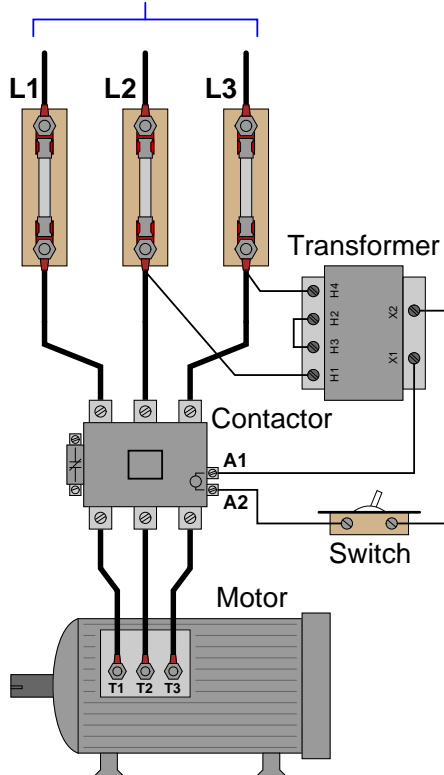 L1 L2 L3
Transformer
H4
H2
H3
H1
X2
X1
Contactor
A1
A2
Switch
Motor
T1 T2 T3